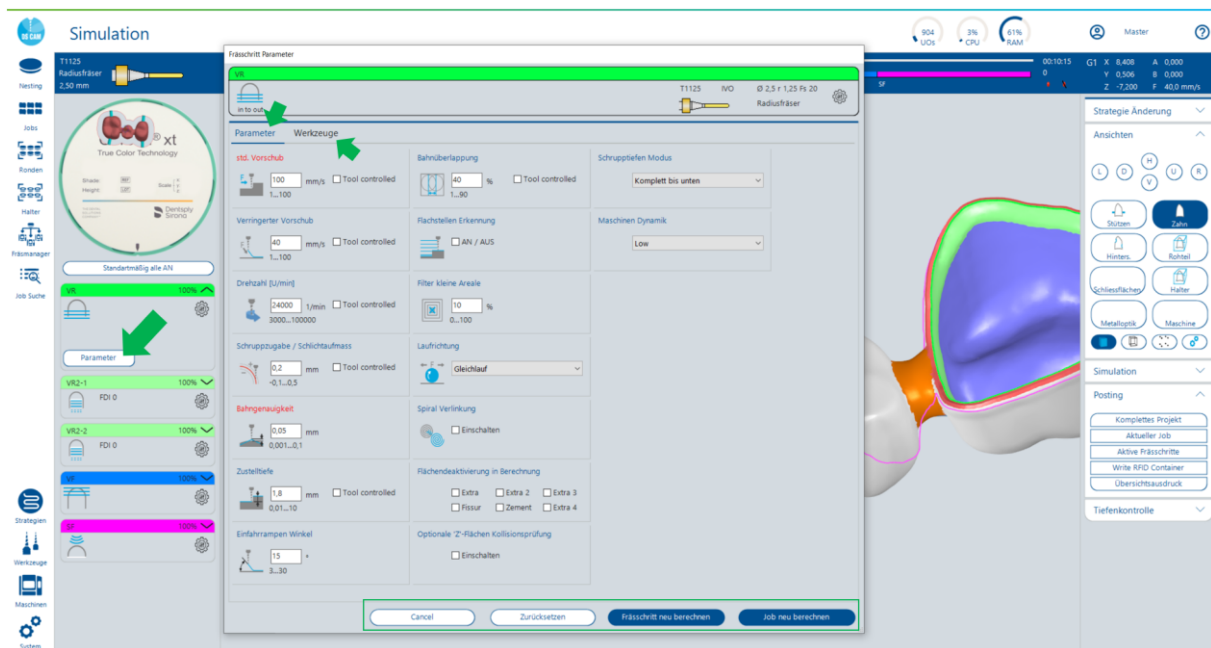 DS CAM
Simulation
904
UOs
3%
CPU
61%
RAM
Master
Nesting
Jobs
Ronden
Halter
Fräsmanager
Job Suche
Strategien
Werkzeuge
Maschinen
System
T1125
Radiusfräser
2,50 mm
® xt
True Color Technology
Shade:
Height:
Scale
Dentsply
Sirona
Standartmäßig alle AN
VR 100%
Parameter
VR2-1 100%
FDI 0
VR2-2 100%
FDI 0
VF 100%
SF 100%
Frässchritt Parameter
VR
in to out
T1125 IVO Ø 2,5 r 1,25 Fs 20
Radiusfräser
Parameter Werkzeuge
std. Vorschub
100 mm/s Tool controlled
1...100
Verringerter Vorschub
40 mm/s Tool controlled
1...100
Drehzahl [U/min]
24000 1/min Tool controlled
3000...100000
Schruppzugabe / Schlichtaufmass
0,2 mm Tool controlled
-0,1...0,5
Bahngenauigkeit
0,05 mm
0,001...0,1
Zustelltiefe
1,8 mm Tool controlled
0,01...10
Einfahrrampen Winkel
15 °
3...30
Bahnüberlappung
40 % Tool controlled
1...90
Flachstellen Erkennung
AN / AUS
Filter kleine Areale
10 %
0...100
Laufrichtung
F
Gleichlauf
Spiral Verlinkung
Einschalten
Flächendeaktivierung in Berechnung
Extra Extra 2 Extra 3
Fissur Zement Extra 4
Optionale 'Z'-Flächen Kollisionsprüfung
Einschalten
Schrupptiefen Modus
Komplett bis unten
Maschinen Dynamik
Low
Cancel Zurücksetzen Frässchritt neu berechnen Job neu berechnen
SF
00:10:15
0
G1 X 8,408 A 0,000
Y 0,506 B 0,000
Z -7,200 F 40,0 mm/s
Strategie Änderung
Ansichten
H
L O U R
V
Stützen Zahn
Hinters. Rohteil
Schliessflächen Halter
Metalloptik Maschine
Simulation
Posting
Komplettes Projekt
Aktueller Job
Aktive Frässchritte
Write RFID Container
Übersichtsausdruck
Tiefenkontrolle